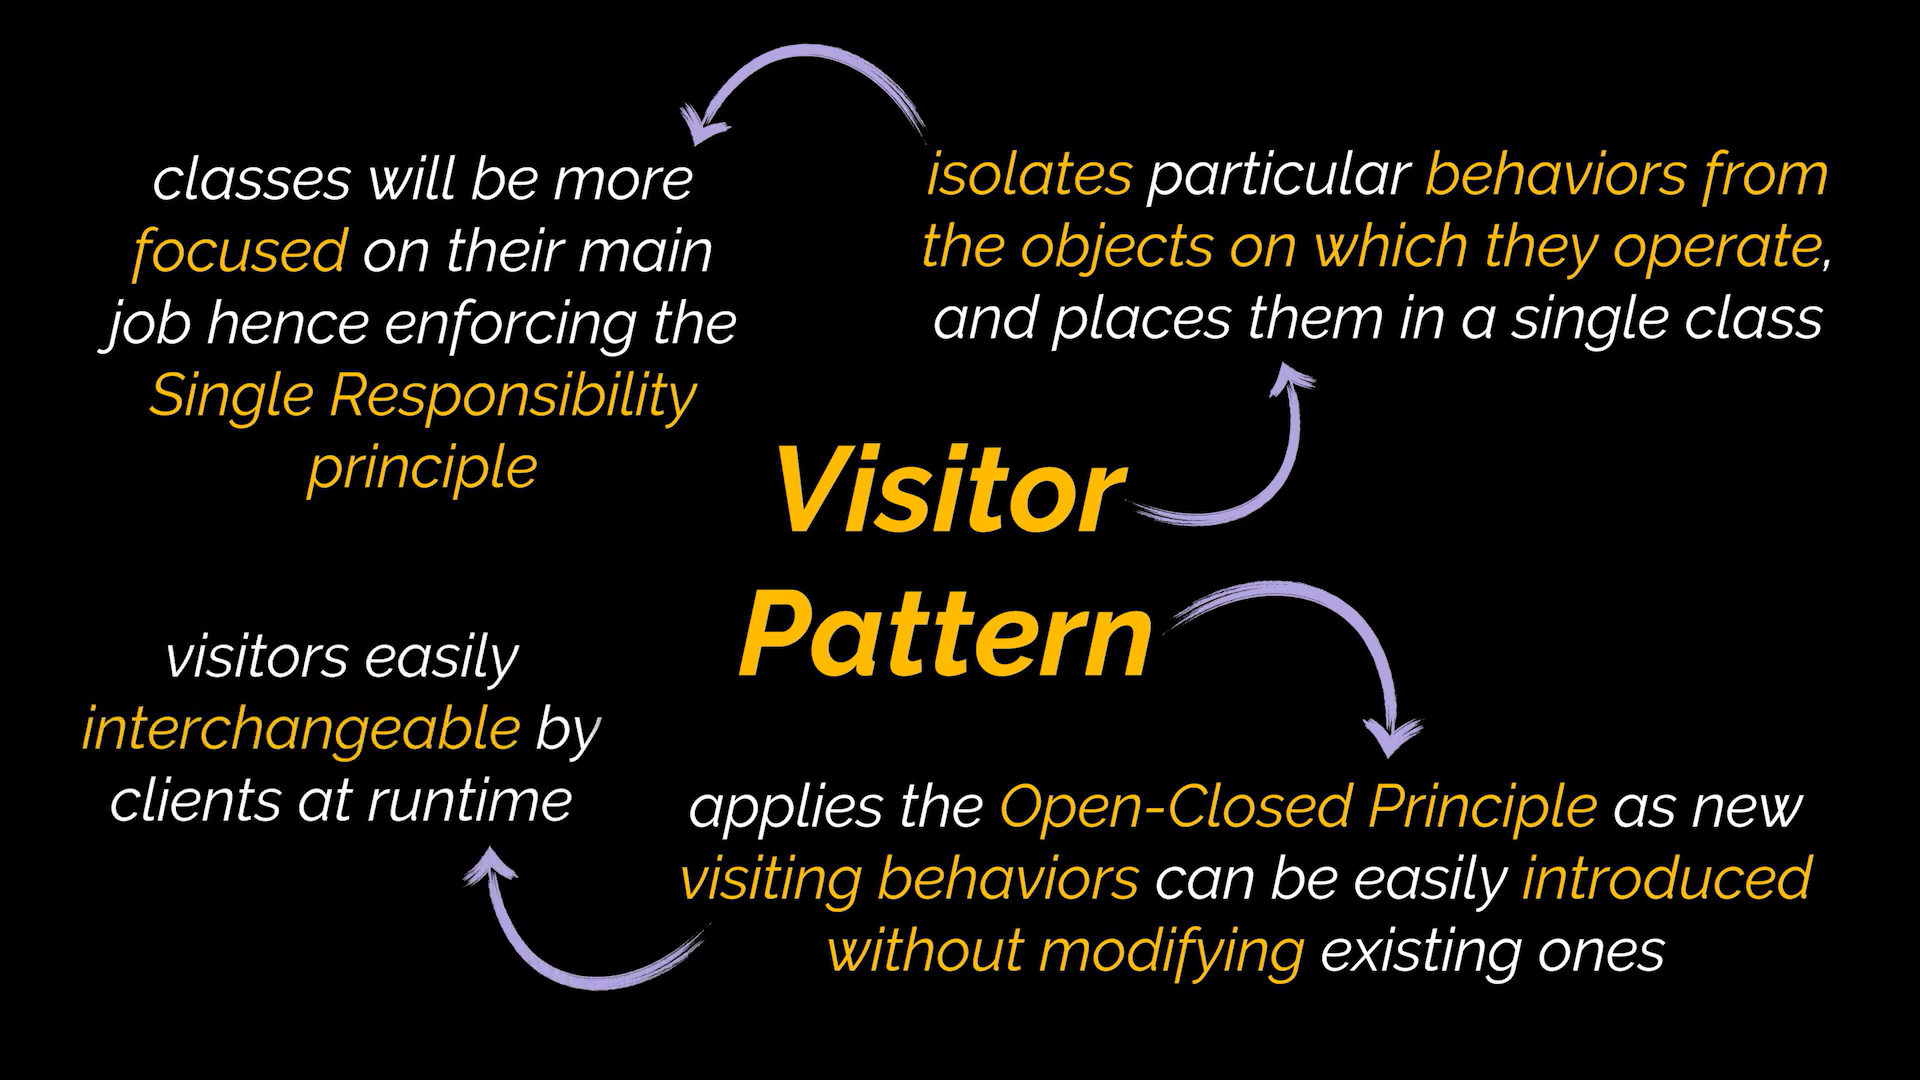 classes will be more
focused on their main
job hence enforcing the
Single Responsibility
principle
isolates particular behaviors from
the objects on which they operate,
and places them in a single class
Visitor
Pattern
visitors easily
interchangeable by
clients at runtime
applies the Open-Closed Principle as new
visiting behaviors can be easily introduced
without modifying existing ones